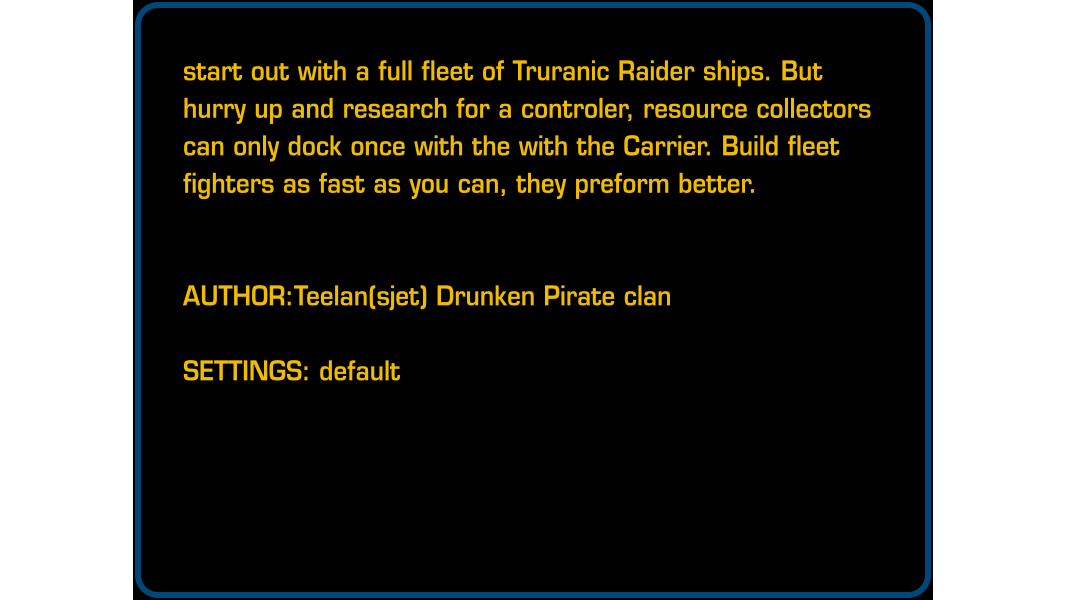 start out with a full fleet of Truranic Raider ships. But
hurry up and research for a controler, resource collectors
can only dock once with the with the Carrier. Build fleet
fighters as fast as you can, they preform better.
AUTHOR:Teelan(sjet) Drunken Pirate clan
SETTINGS: default